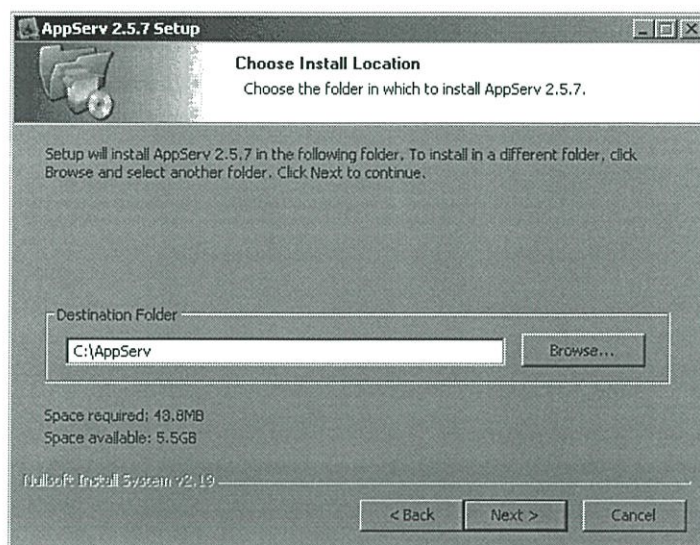 AppServ 2.5.7 Setup
Choose Install Location
Choose the folder in which to install AppServ 2.5.7.
Setup will install AppServ 2.5.7 in the following folder. To install in a different folder, click
Browse and select another folder. Click Next to continue.
Destination Folder
C:\AppServ
Browse...
Space required: 43.8MB
Space available: 5.5GB
Nullsoft Install System v2.19
< Back
Next >
Cancel